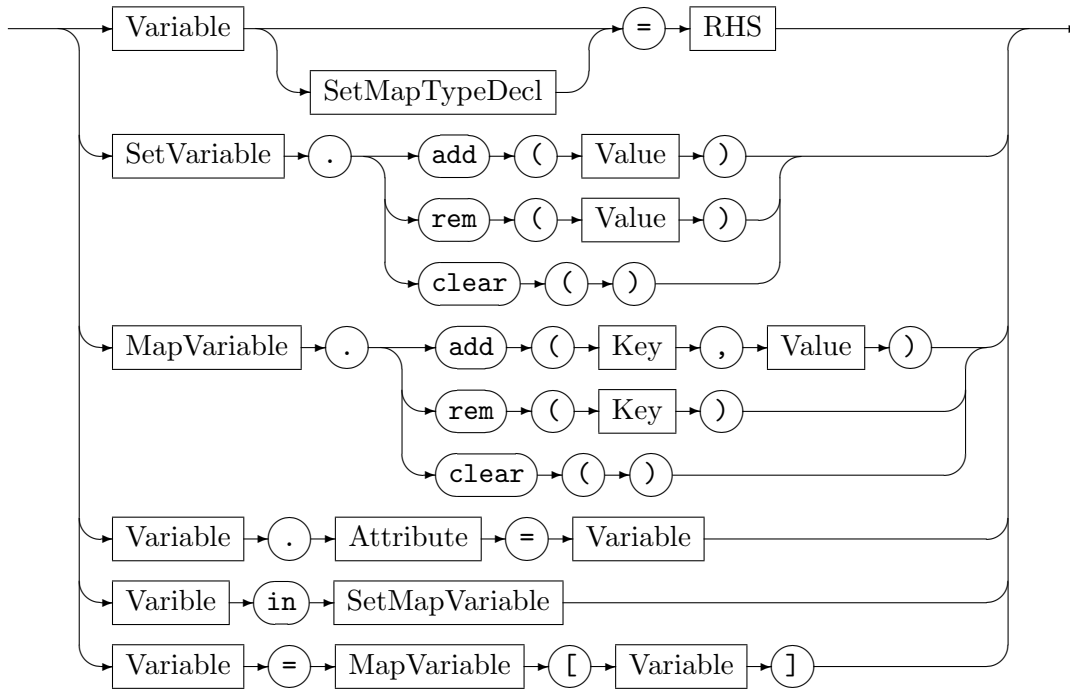 Variable = RHS
SetMapTypeDecl
SetVariable . add ( Value )
rem ( Value )
clear ( )
MapVariable . add ( Key , Value )
rem ( Key )
clear ( )
Variable . Attribute = Variable
Varible in SetMapVariable
Variable = MapVariable [ Variable ]